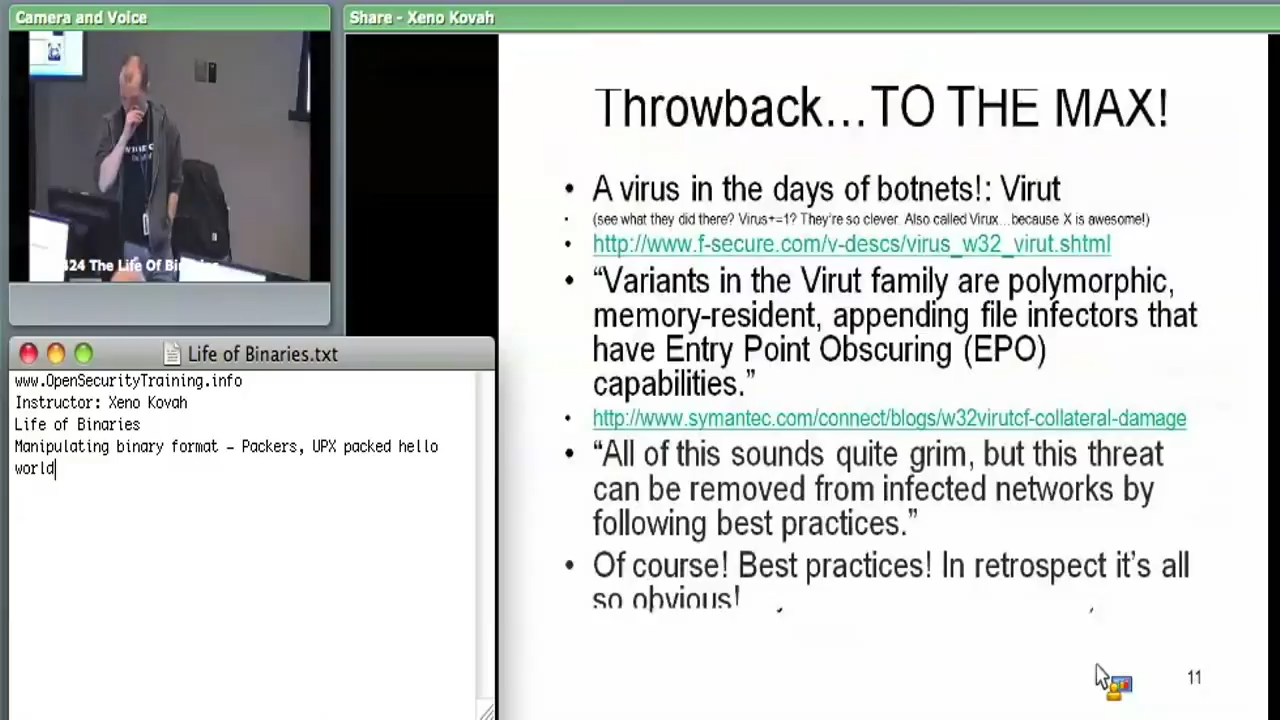 Camera and Voice
Share - Xeno Kovah
24 The Life Of
Life of Binaries.txt
www.OpenSecurityTraining.info
Instructor: Xeno Kovah
Life of Binaries
Manipulating binary format – Packers, UPX packed hello
world
Throwback…TO THE MAX!
• A virus in the days of botnets!: Virut
• (see what they did there? Virus+=1? They're so clever. Also called Virux…because X is awesome!)
• http://www.f-secure.com/v-descs/virus_w32_virut.shtml
• “Variants in the Virut family are polymorphic,
memory-resident, appending file infectors that
have Entry Point Obscuring (EPO)
capabilities.”
• http://www.symantec.com/connect/blogs/w32virutcf-collateral-damage
• “All of this sounds quite grim, but this threat
can be removed from infected networks by
following best practices.”
• Of course! Best practices! In retrospect it’s all
so obvious!
11